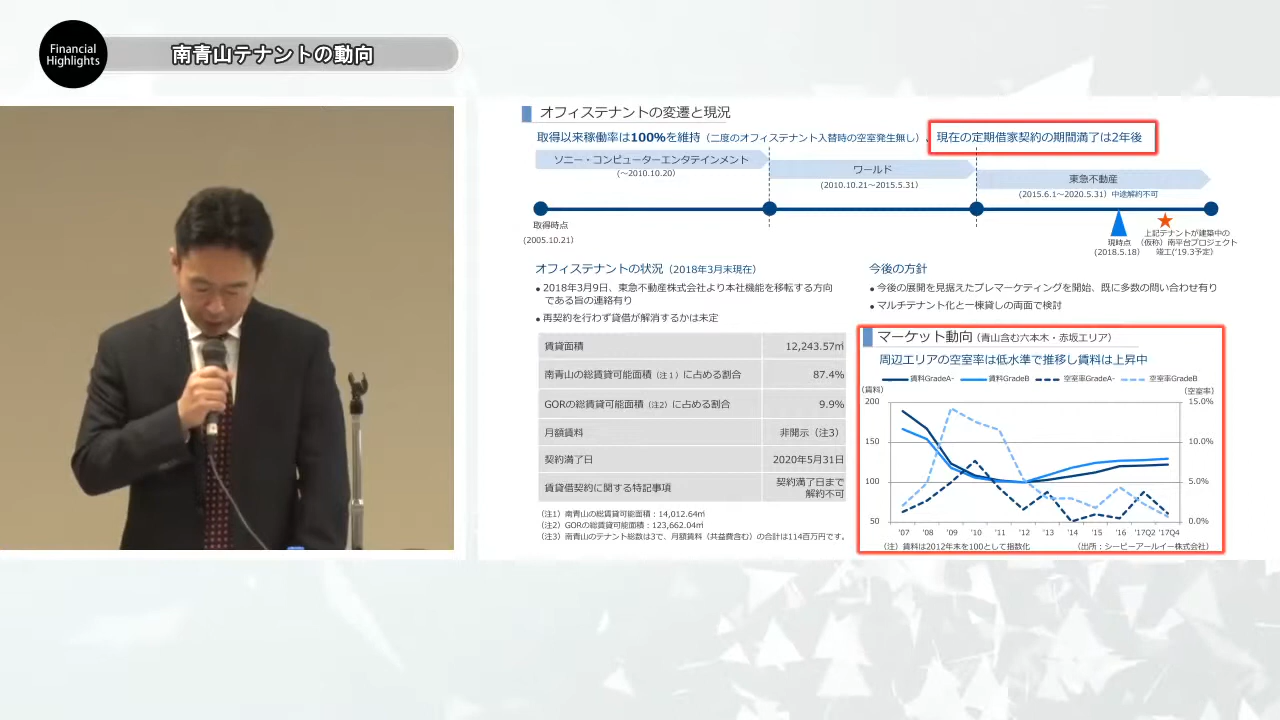 Financial
Highlights
南青山テナントの動向
オフィステナントの変遷と現況
取得以来稼働率は100%を維持（二度のオフィステナント入替時の空室発生無し）、現在の定期借家契約の期間満了は2年後
ソニー・コンピューターエンタテインメント
(～2010.10.20)
ワールド
(2010.10.21～2015.5.31)
東急不動産
(2015.6.1～2020.5.31) 中途解約不可
取得時点
(2005.10.21)
現時点
(2018.5.18)
上記テナントが建築中の
（仮称）南平台プロジェクト
竣工('19.3予定)
オフィステナントの状況（2018年3月末現在）
● 2018年3月9日、東急不動産株式会社より本社機能を移転する方向
である旨の連絡有り
● 再契約を行わず賃借が解消するかは未定
賃貸面積 12,243.57㎡
南青山の総賃貸可能面積（注１）に占める割合 87.4%
GORの総賃貸可能面積（注2）に占める割合 9.9%
月額賃料 非開示（注3）
契約満了日 2020年5月31日
賃貸借契約に関する特記事項 契約満了日まで
解約不可
（注1）南青山の総賃貸可能面積：14,012.64㎡
（注2）GORの総賃貸可能面積：123,662.04㎡
（注3）南青山のテナント総数は3で、月額賃料（共益費含む）の合計は114百万円です。
今後の方針
● 今後の展開を見据えたプレマーケティングを開始、既に多数の問い合わせ有り
● マルチテナント化と一棟貸しの両面で検討
マーケット動向（青山含む六本木・赤坂エリア）
周辺エリアの空室率は低水準で推移し賃料は上昇中
賃料GradeA- 賃料GradeB 空室率GradeA- 空室率GradeB
(賃料) (空室率)
200 15.0%
150 10.0%
100 5.0%
50 0.0%
'07 '08 '09 '10 '11 '12 '13 '14 '15 '16 '17Q2 '17Q4
（注）賃料は2012年末を100として指数化 （出所：シービーアールイー株式会社）